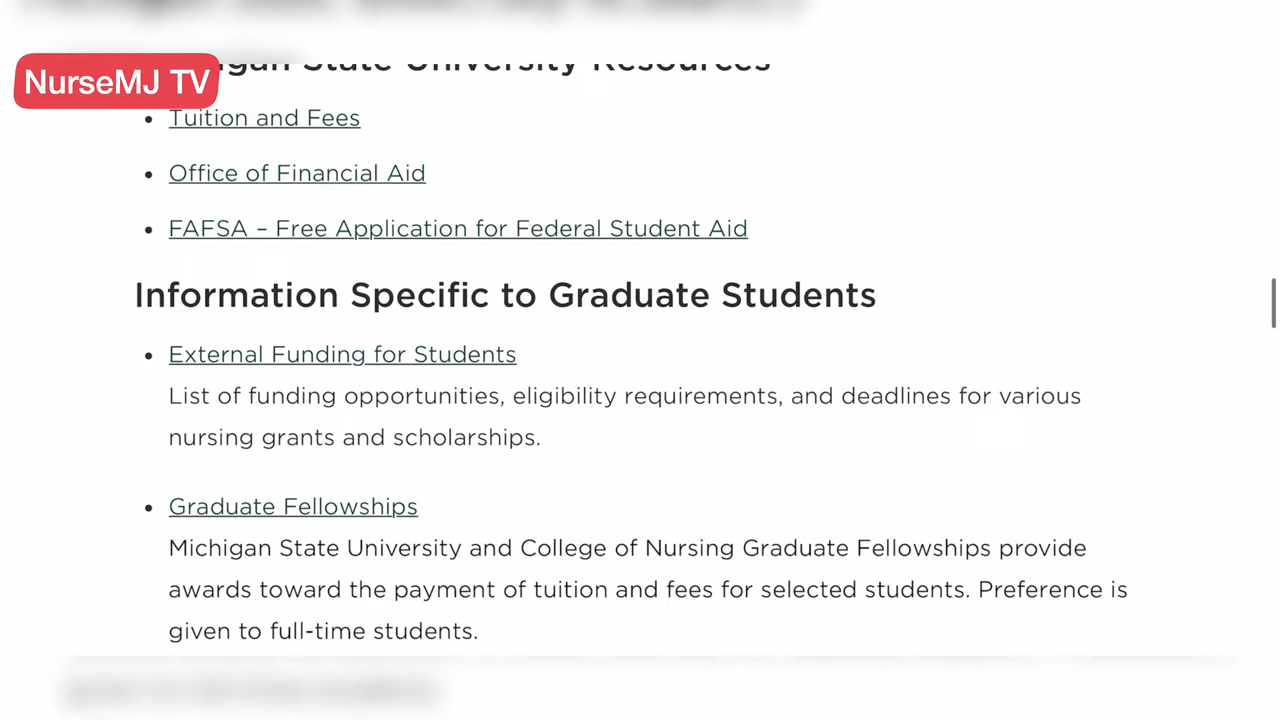 NurseMJ TV
State University Resources
Tuition and Fees
Office of Financial Aid
FAFSA – Free Application for Federal Student Aid
Information Specific to Graduate Students
External Funding for Students
List of funding opportunities, eligibility requirements, and deadlines for various
nursing grants and scholarships.
Graduate Fellowships
Michigan State University and College of Nursing Graduate Fellowships provide
awards toward the payment of tuition and fees for selected students. Preference is
given to full-time students.